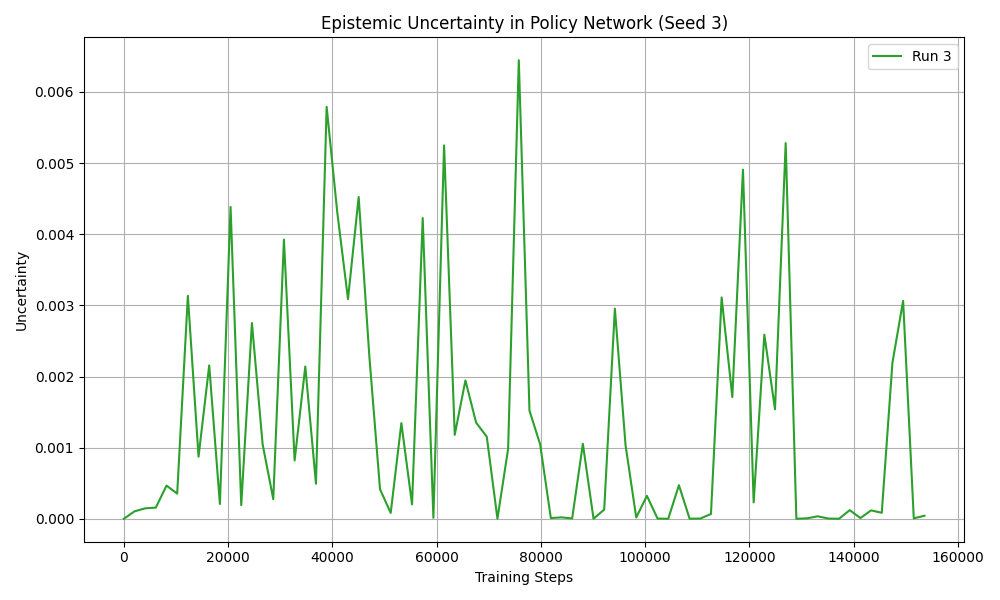 Epistemic Uncertainty in Policy Network (Seed 3)
Run 3
0.006
0.005
0.004
0.003
0.002
0.001
0.000
Uncertainty
0 20000 40000 60000 80000 100000 120000 140000 160000
Training Steps